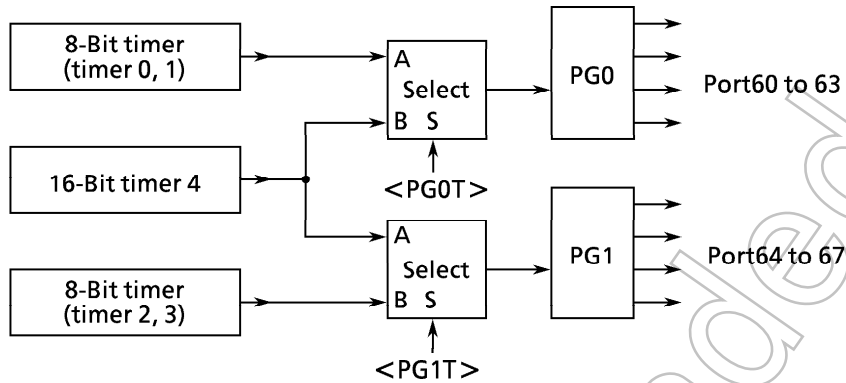 8-Bit timer
(timer 0, 1)
A
Select
B S
<PG0T>
PG0
Port60 to 63
16-Bit timer 4
A
Select
B S
<PG1T>
PG1
Port64 to 67
8-Bit timer
(timer 2, 3)